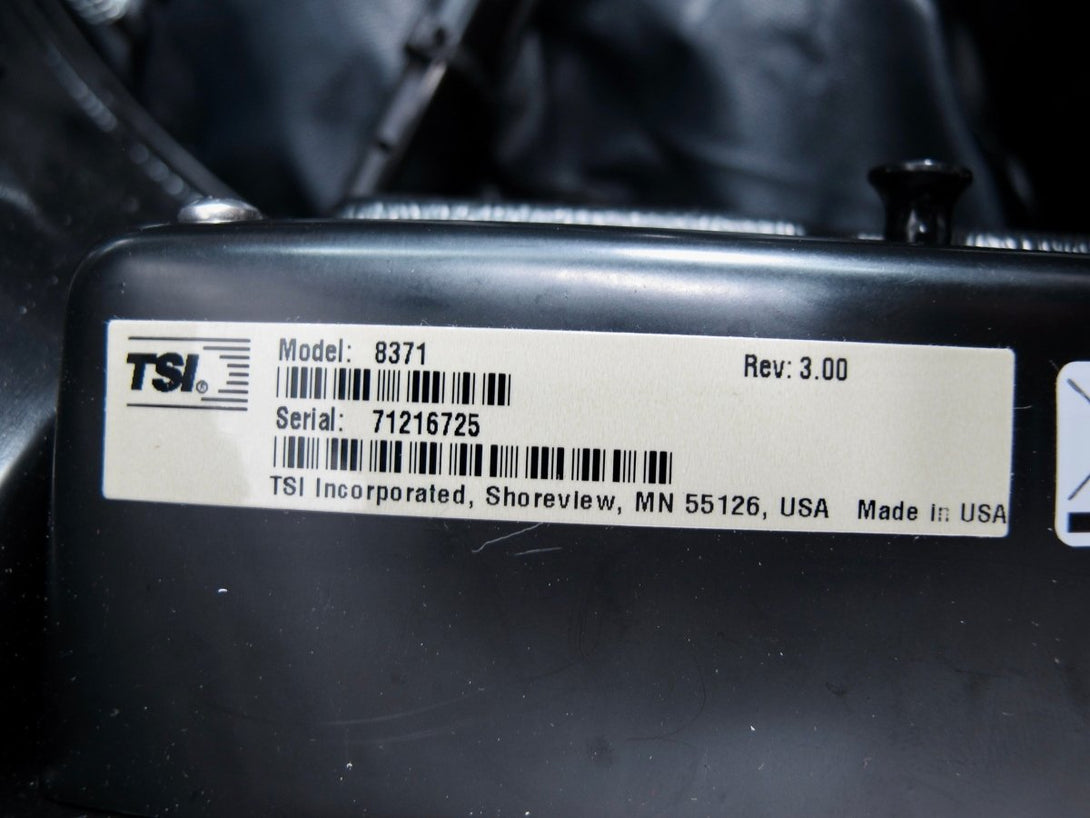 TSI®
Model: 8371
Rev: 3.00
Serial: 71216725
TSI Incorporated, Shoreview, MN 55126, USA Made in USA